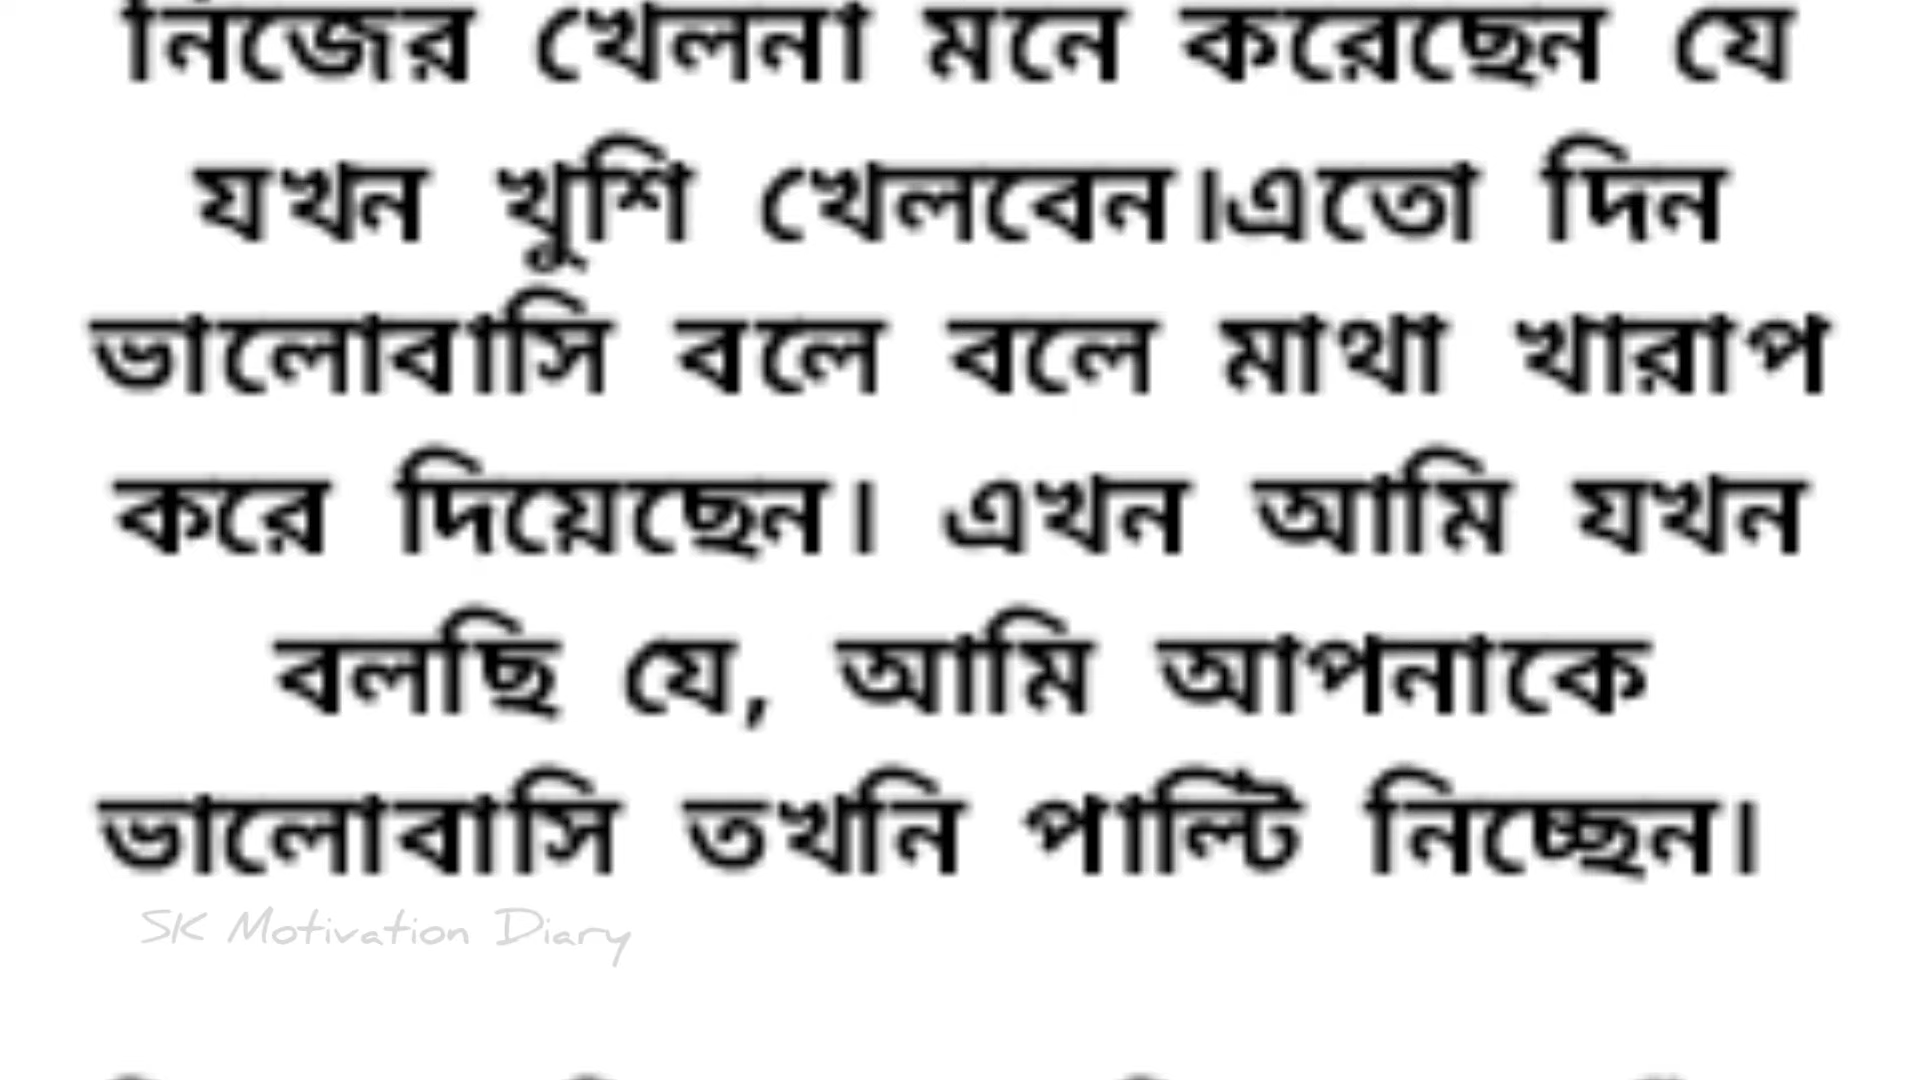 নিজের খেলনা মনে করেছেন যে
যখন খুশি খেলবেন।এতো দিন
ভালোবাসি বলে বলে মাথা খারাপ
করে দিয়েছেন। এখন আমি যখন
বলছি যে, আমি আপনাকে
ভালোবাসি তখনি পাল্টি নিচ্ছেন।
SK Motivation Diary